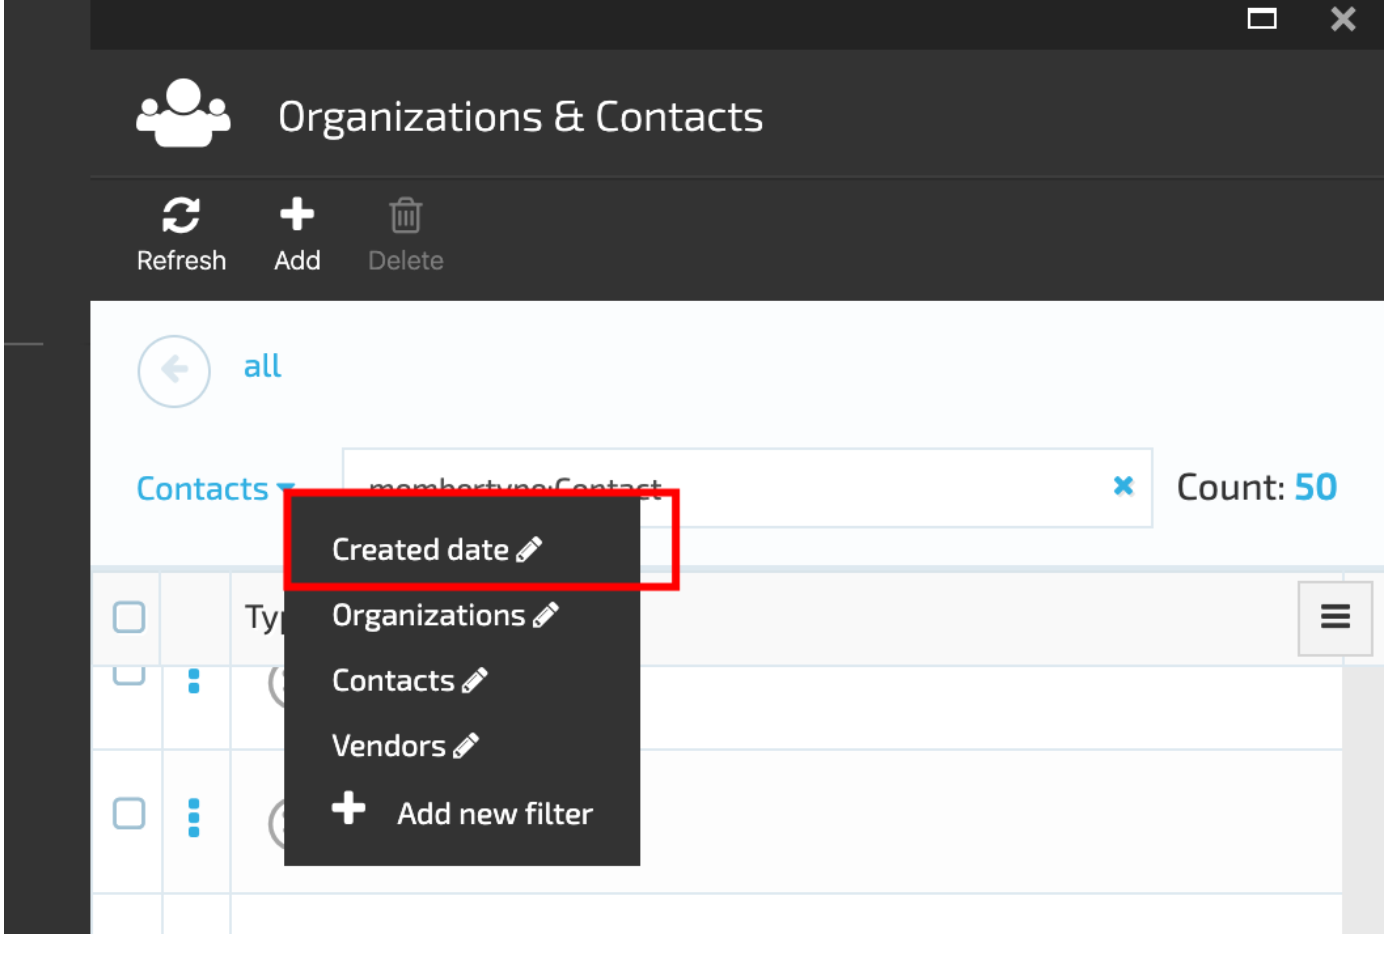 Organizations & Contacts
Refresh Add Delete
all
Contacts membertype:Contact Count: 50
Created date
Organizations
Contacts
Vendors
Add new filter